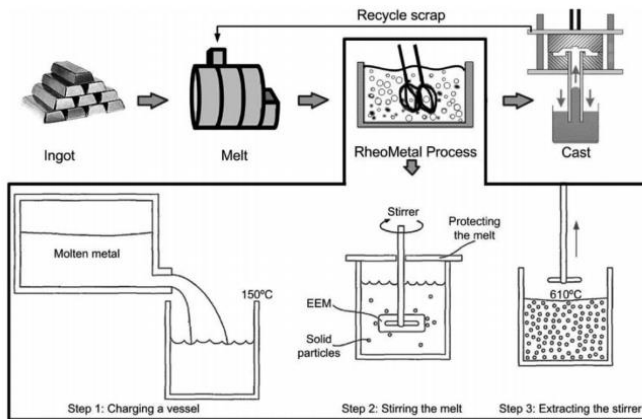 Recycle scrap
Ingot
Melt
RheoMetal Process
Cast
Molten metal
150ºC
Step 1: Charging a vessel
Stirrer
Protecting
the melt
EEM
Solid
particles
Step 2: Stirring the melt
610ºC
Step 3: Extracting the stirrer